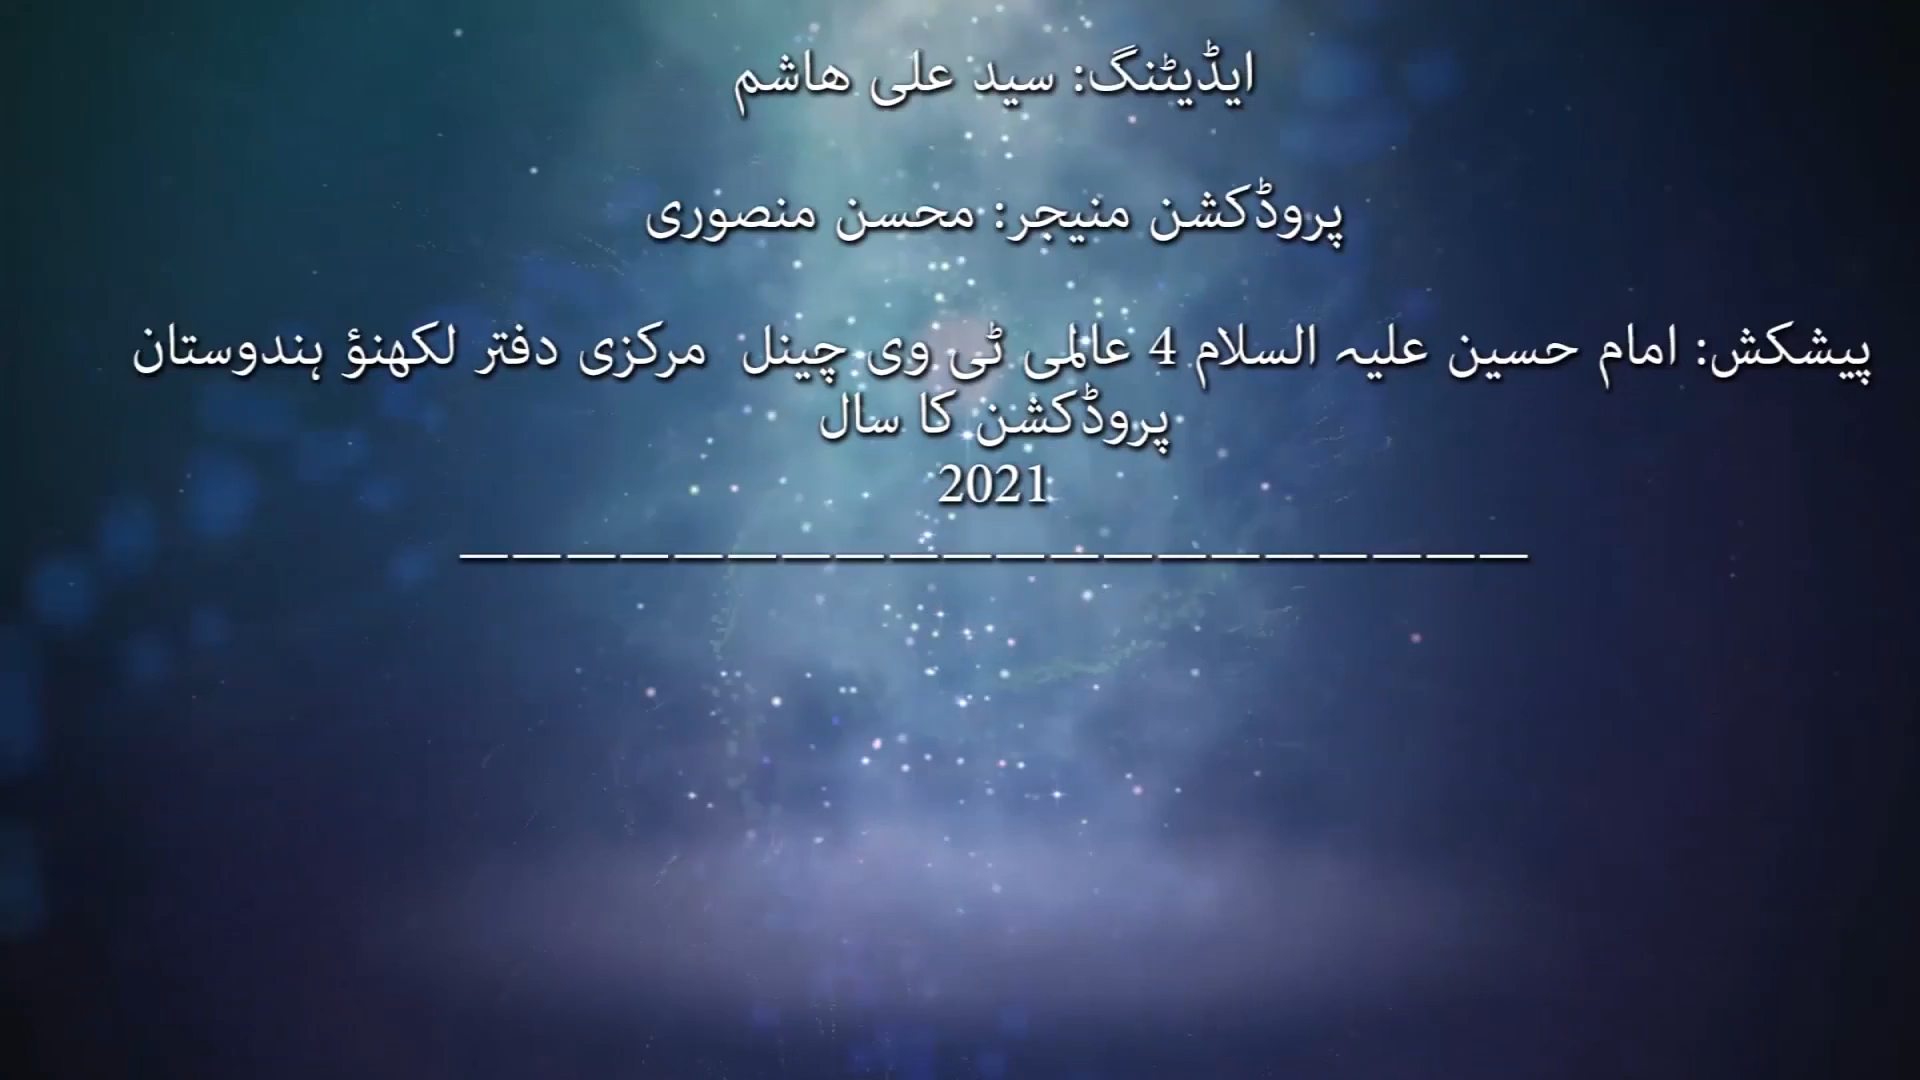 ایڈیٹنگ: سید علی هاشم
پروڈکشن منیجر: محسن منصوری
پیشکش: امام حسین علیہ السلام 4 عالمی ٹی وی چینل مرکزی دفتر لکھنؤ ہندوستان
پروڈکشن کا سال
2021
————————————————————